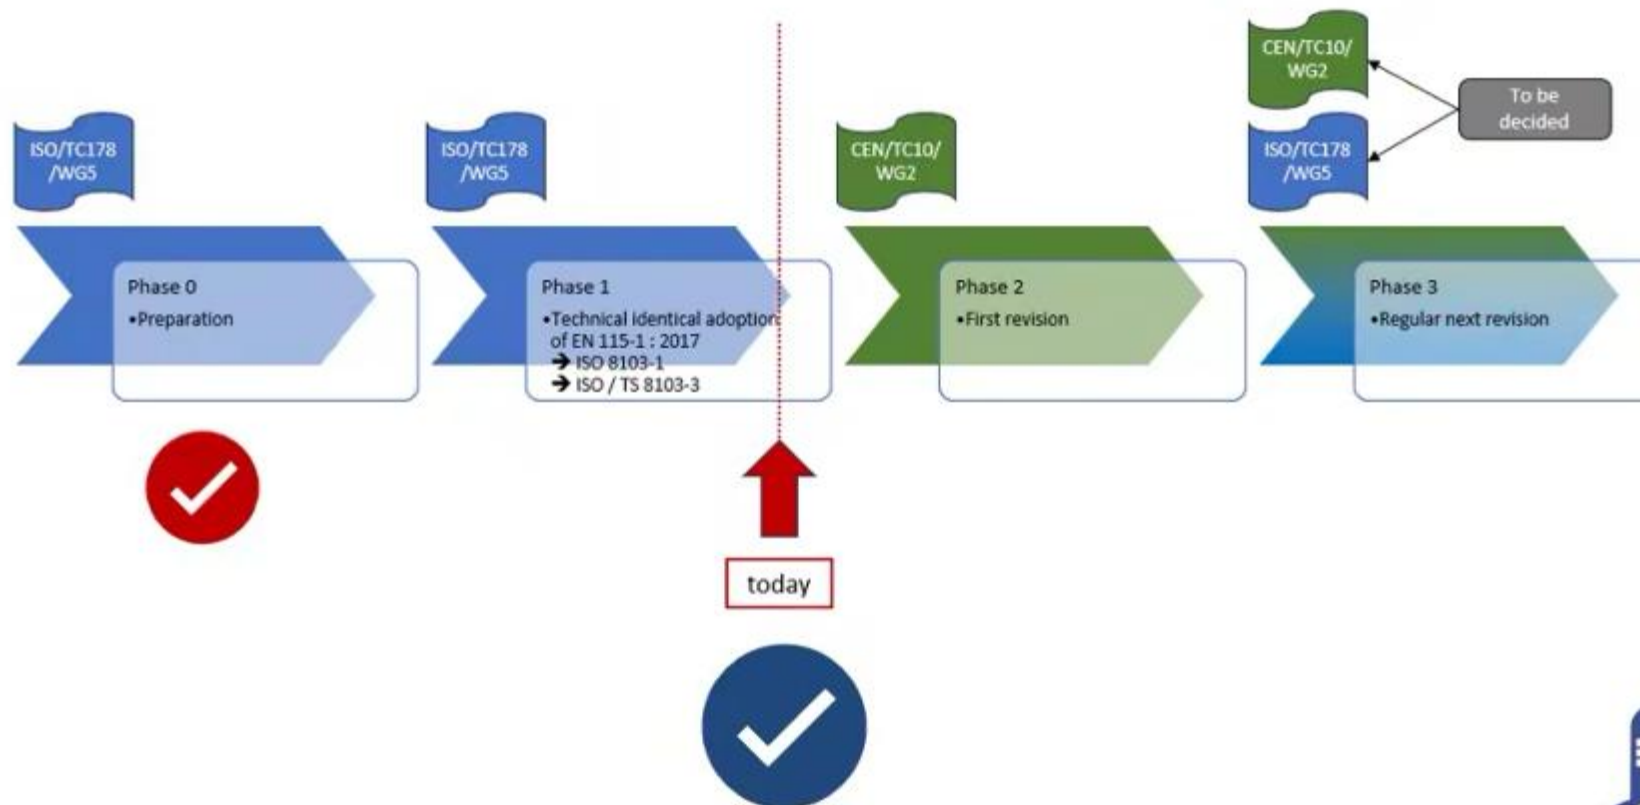 CEN/TC10/
WG2
To be
decided
ISO/TC178
/WG5
ISO/TC178
/WG5
CEN/TC10/
WG2
ISO/TC178
/WG5
Phase 0
•Preparation
Phase 1
•Technical identical adoption
of EN 115-1 : 2017
➔ ISO 8103-1
➔ ISO / TS 8103-3
Phase 2
•First revision
Phase 3
•Regular next revision
today